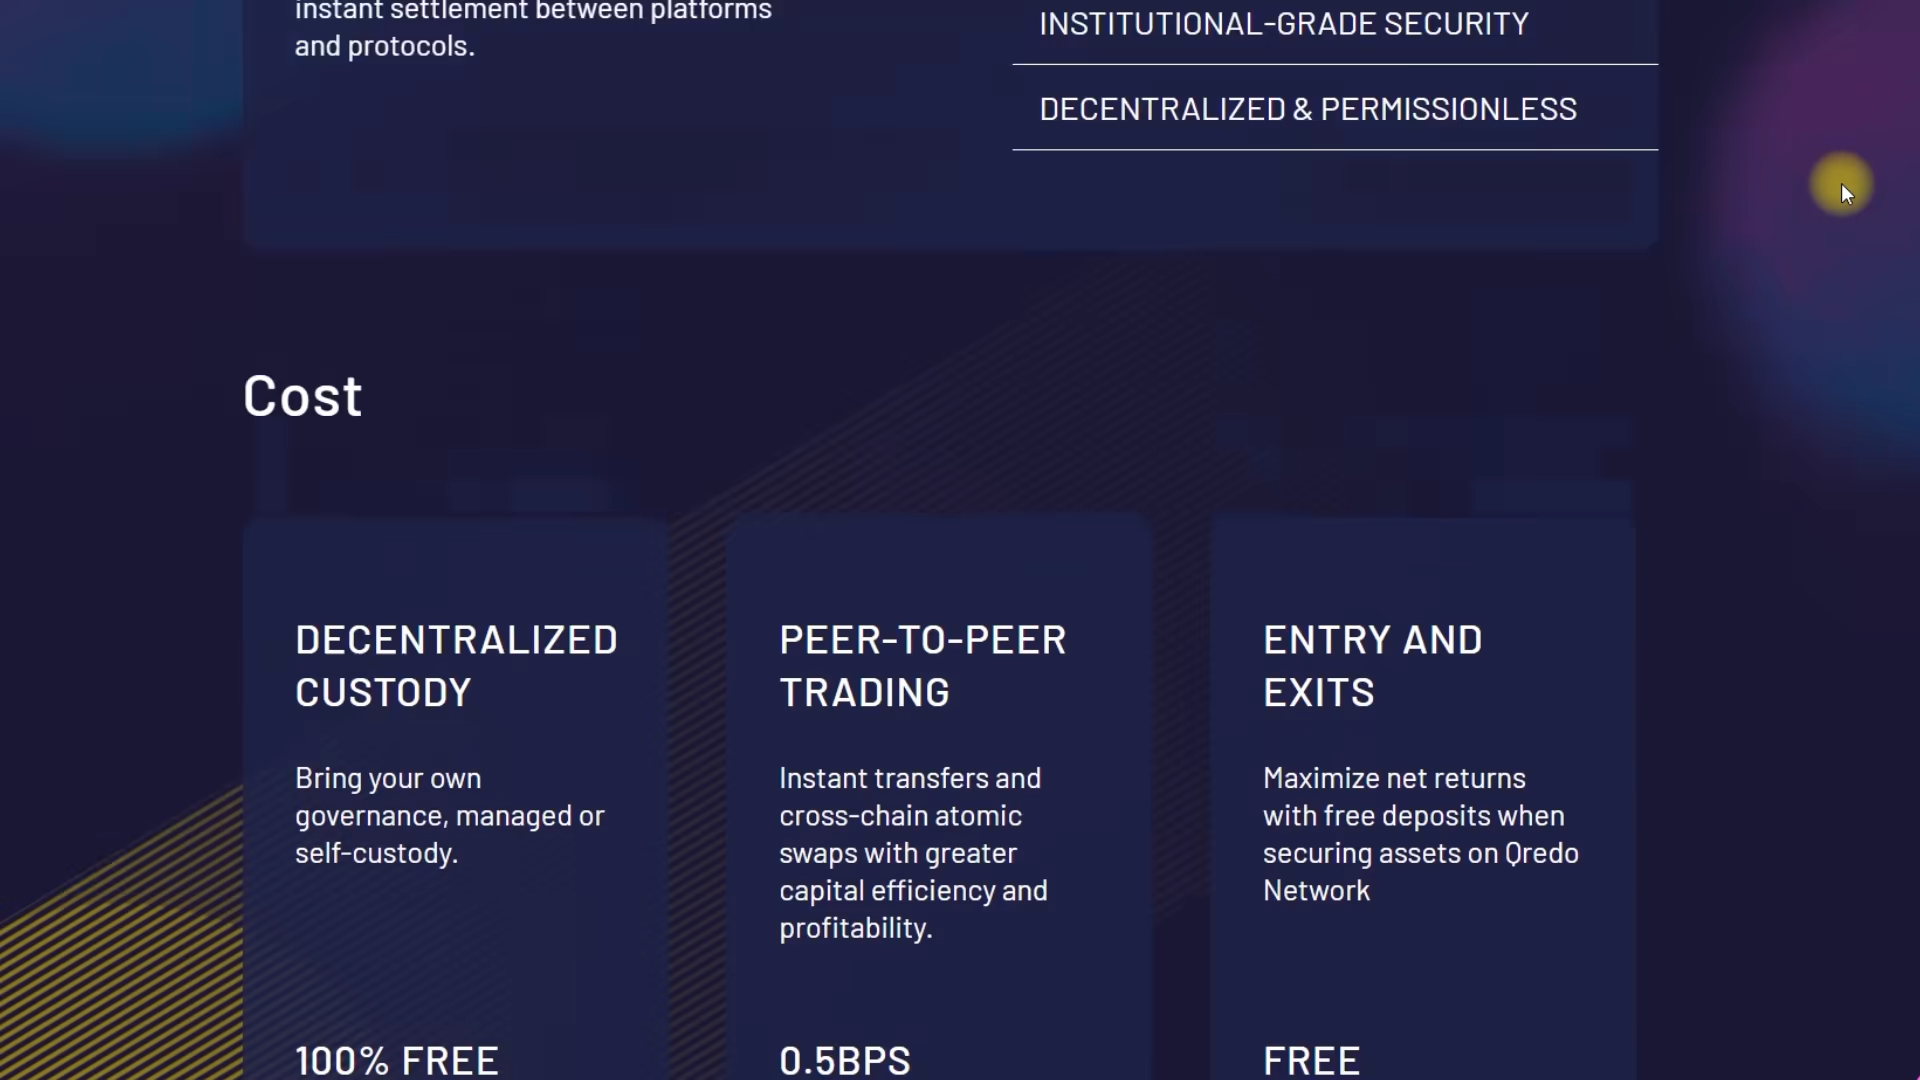 instant settlement between platforms
and protocols.
INSTITUTIONAL-GRADE SECURITY
DECENTRALIZED & PERMISSIONLESS
Cost
DECENTRALIZED
CUSTODY
Bring your own
governance, managed or
self-custody.
100% FREE
PEER-TO-PEER
TRADING
Instant transfers and
cross-chain atomic
swaps with greater
capital efficiency and
profitability.
0.5BPS
ENTRY AND
EXITS
Maximize net returns
with free deposits when
securing assets on Qredo
Network
FREE